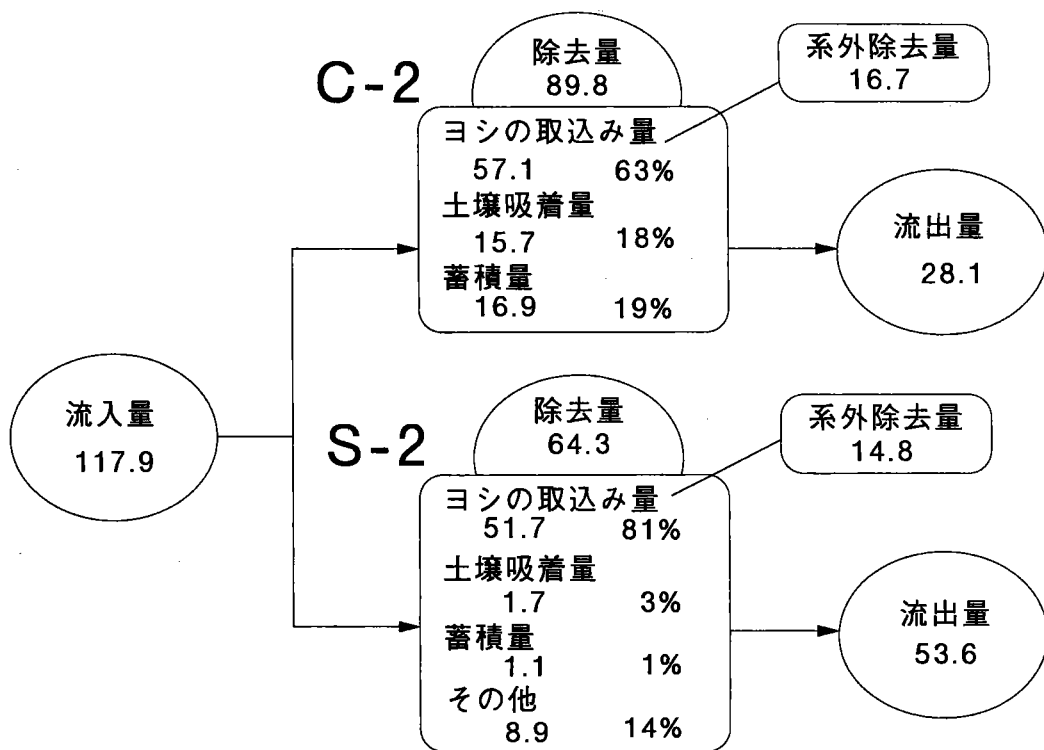 C-2
除去量
89.8
系外除去量
16.7
ヨシの取込み量
57.1 63%
土壌吸着量
15.7 18%
蓄積量
16.9 19%
流出量
28.1
流入量
117.9
S-2
除去量
64.3
系外除去量
14.8
ヨシの取込み量
51.7 81%
土壌吸着量
1.7 3%
蓄積量
1.1 1%
その他
8.9 14%
流出量
53.6